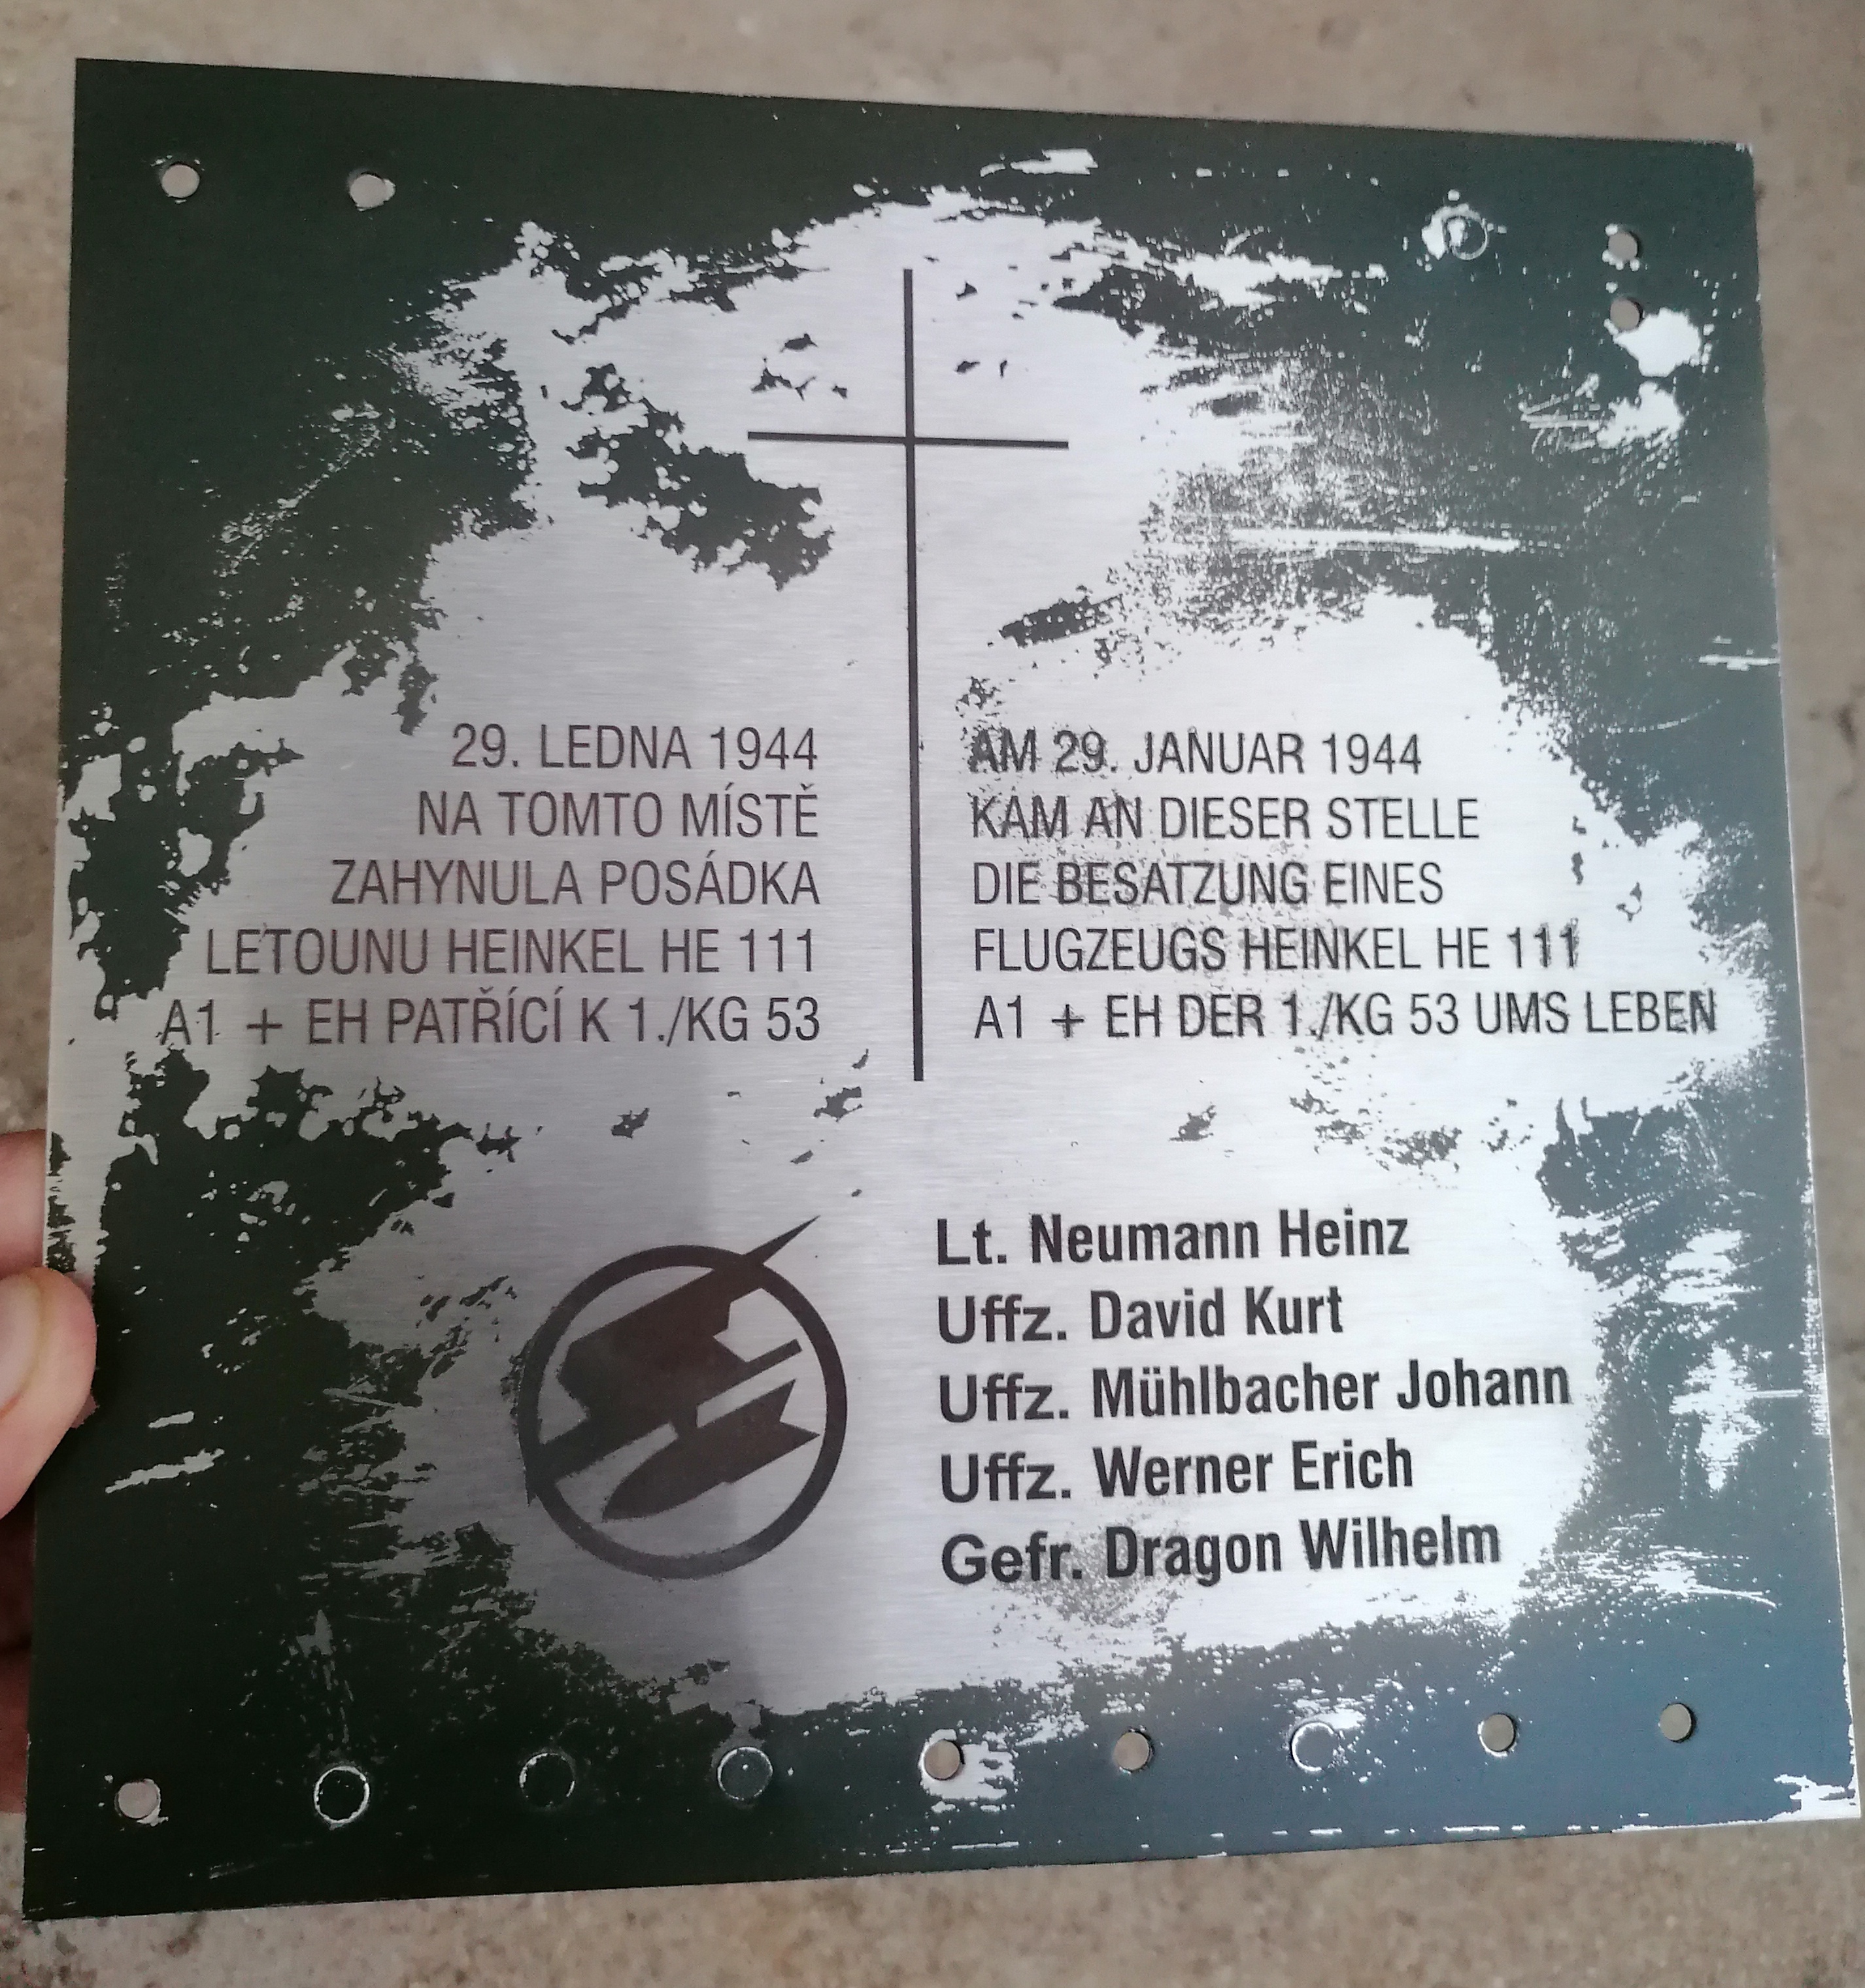 29. LEDNA 1944
NA TOMTO MÍSTĚ
ZAHYNULA POSÁDKA
LETOUNU HEINKEL HE 111
A1 + EH PATŘÍCÍ K 1./KG 53
AM 29. JANUAR 1944
KAM AN DIESER STELLE
DIE BESATZUNG EINES
FLUGZEUGS HEINKEL HE 111
A1 + EH DER 1./KG 53 UMS LEBEN
Lt. Neumann Heinz
Uffz. David Kurt
Uffz. Mühlbacher Johann
Uffz. Werner Erich
Gefr. Dragon Wilhelm